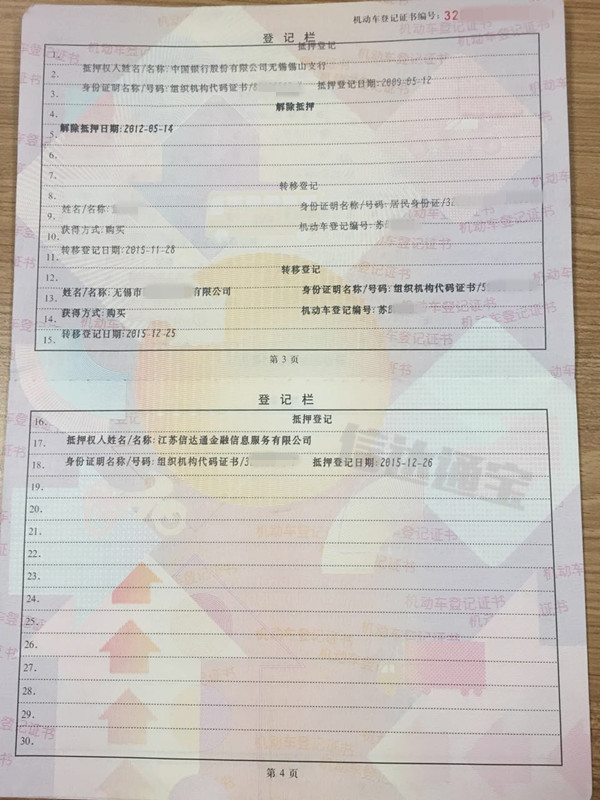 机动车登记证书编号: 32
登记栏
1. 抵押登记
2. 抵押权人姓名/名称:中国银行股份有限公司无锡锡山支行
3. 身份证明名称/号码:组织机构代码证书/ 抵押登记日期:2009-05-12
4. 解除抵押
5. 解除抵押日期:2012-05-14
6.
7.
8. 转移登记
9. 姓名/名称: 身份证明名称/号码:居民身份证/32
10. 获得方式:购买 机动车登记编号:苏
11. 转移登记日期:2015-11-28
12. 转移登记
13. 姓名/名称:无锡市 有限公司 身份证明名称/号码:组织机构代码证书/5
14. 获得方式:购买 机动车登记编号:苏B
15. 转移登记日期:2015-12-25
第 3 页
登记栏
16. 抵押登记
17. 抵押权人姓名/名称:江苏信达通金融信息服务有限公司
18. 身份证明名称/号码:组织机构代码证书/3 抵押登记日期:2015-12-26
19.
20.
21.
22.
23.
24.
25.
26.
27.
28.
29.
30.
第 4 页
信达通宝
机动车登记证书